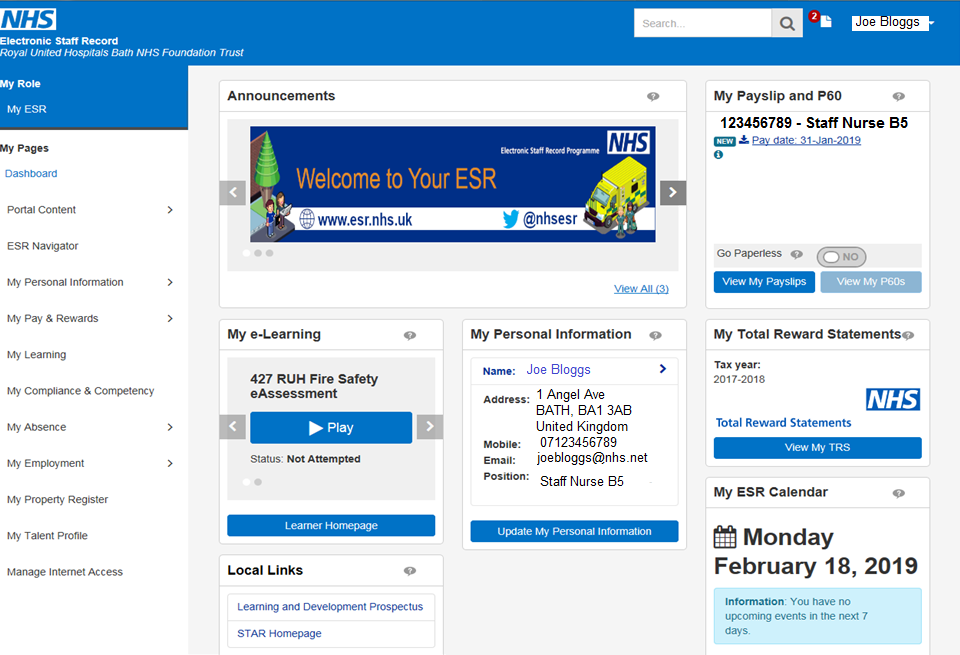 NHS
Electronic Staff Record
Royal United Hospitals Bath NHS Foundation Trust
Search...
2
Joe Bloggs
My Role
My ESR
My Pages
Dashboard
Portal Content
ESR Navigator
My Personal Information
My Pay & Rewards
My Learning
My Compliance & Competency
My Absence
My Employment
My Property Register
My Talent Profile
Manage Internet Access
Announcements
Electronic Staff Record Programme NHS
Welcome to Your ESR
www.esr.nhs.uk @nhsesr
View All (3)
My Payslip and P60
123456789 - Staff Nurse B5
NEW Pay date: 31-Jan-2019
Go Paperless NO
View My Payslips View My P60s
My e-Learning
427 RUH Fire Safety
eAssessment
Play
Status: Not Attempted
Learner Homepage
My Personal Information
Name: Joe Bloggs
Address: 1 Angel Ave
BATH, BA1 3AB
United Kingdom
Mobile: 07123456789
Email: joebloggs@nhs.net
Position: Staff Nurse B5
Update My Personal Information
My Total Reward Statements
Tax year:
2017-2018
NHS
Total Reward Statements
View My TRS
Local Links
Learning and Development Prospectus
STAR Homepage
My ESR Calendar
Monday
February 18, 2019
Information: You have no
upcoming events in the next 7
days.